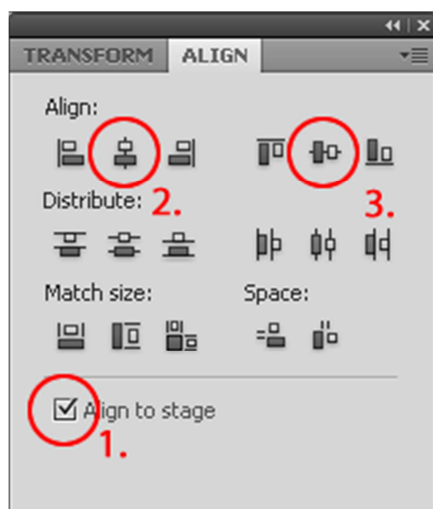 TRANSFORM ALIGN
Align:
2. 3.
Distribute:
Match size: Space:
Align to stage
1.